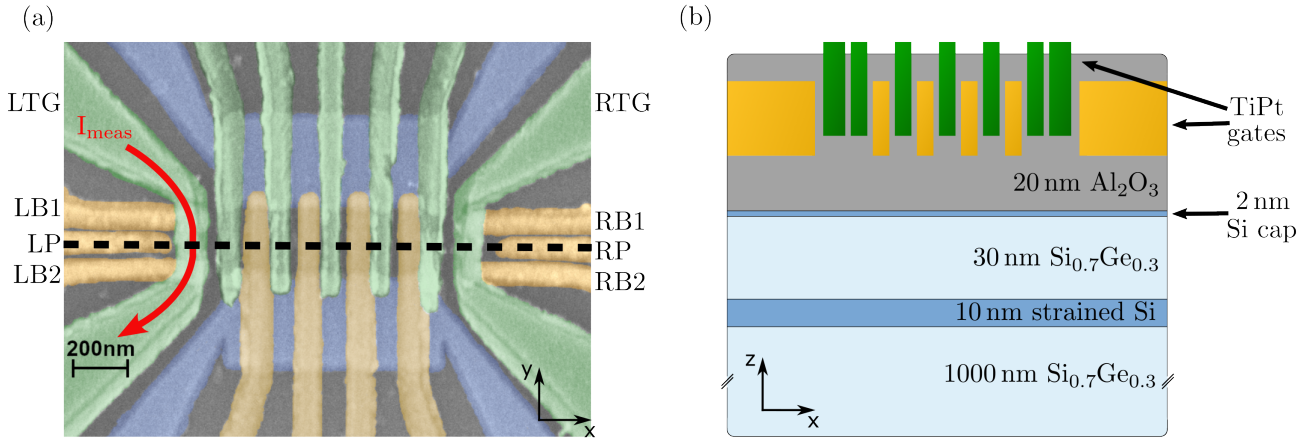 (a)
LTG
RTG
I_meas
LB1
LP
LB2
RB1
RP
RB2
200nm
y
x
(b)
TiPt
gates
20 nm Al₂O₃
2 nm
Si cap
30 nm Si₀.₇Ge₀.₃
10 nm strained Si
1000 nm Si₀.₇Ge₀.₃
z
x